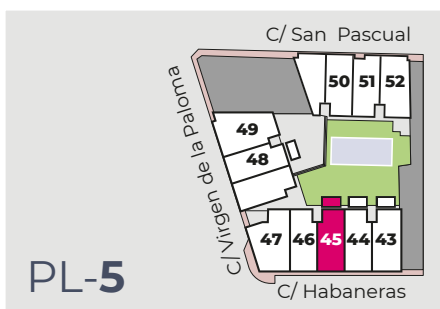 C/ San Pascual
50 51 52
C/Virgen de la Paloma
49
48
47 46 45 44 43
PL-5
C/ Habaneras